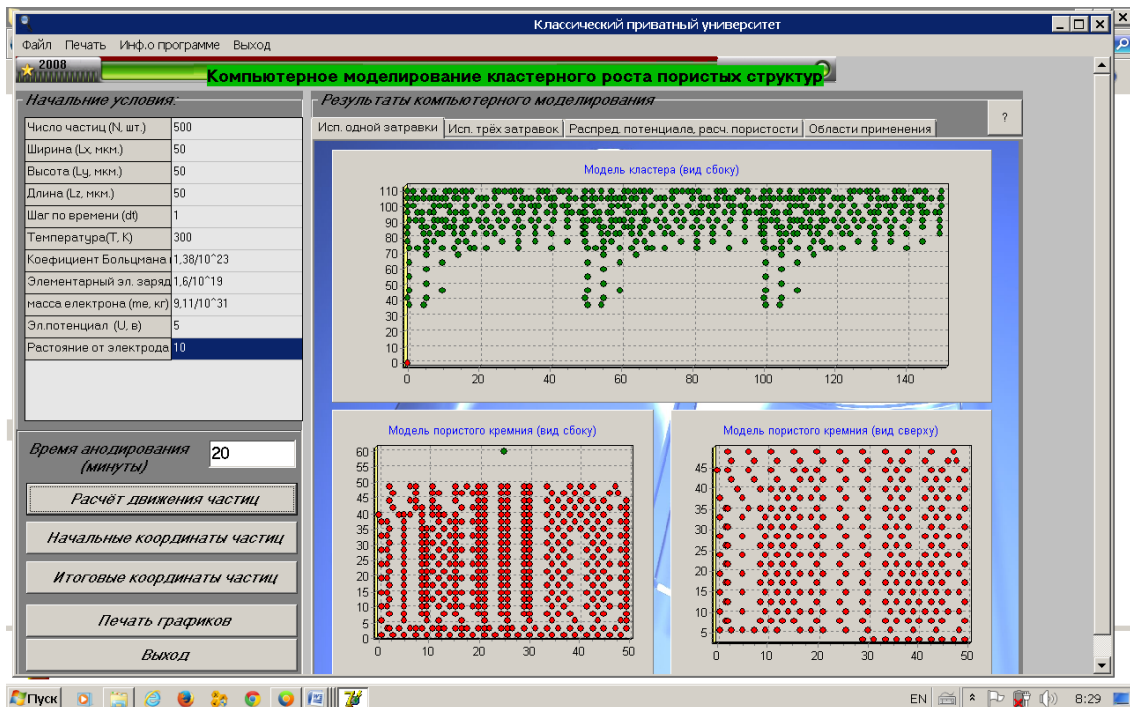 Классический приватный университет
Файл Печать Инф.о программе Выход
2008
Компьютерное моделирование кластерного роста пористых структур
Начальние условия:
Число частиц (N, шт.) 500
Ширина (Lx, мкм.) 50
Высота (Ly, мкм.) 50
Длина (Lz, мкм.) 50
Шаг по времени (dt) 1
Температура(T, K) 300
Коефициент Больцмана 1,38/10^23
Элементарный эл. заряд 1,6/10^19
масса електрона (me, кг) 9,11/10^31
Эл.потенциал (U, в) 5
Растояние от электрода 10
Время анодирования
(минуты)
20
Расчёт движения частиц
Начальные координаты частиц
Итоговые координаты частиц
Печать графиков
Выход
Результаты компьютерного моделирования
?
Исп. одной затравки Исп. трёх затравок Распред. потенциала, расч. пористости Области применения
Модель кластера (вид сбоку)
110
100
90
80
70
60
50
40
30
20
10
0
0 20 40 60 80 100 120 140
Модель пористого кремния (вид сбоку)
60
55
50
45
40
35
30
25
20
15
10
5
0
0 10 20 30 40 50
Модель пористого кремния (вид сверху)
45
40
35
30
25
20
15
10
5
0 10 20 30 40 50
Пуск
EN
8:29